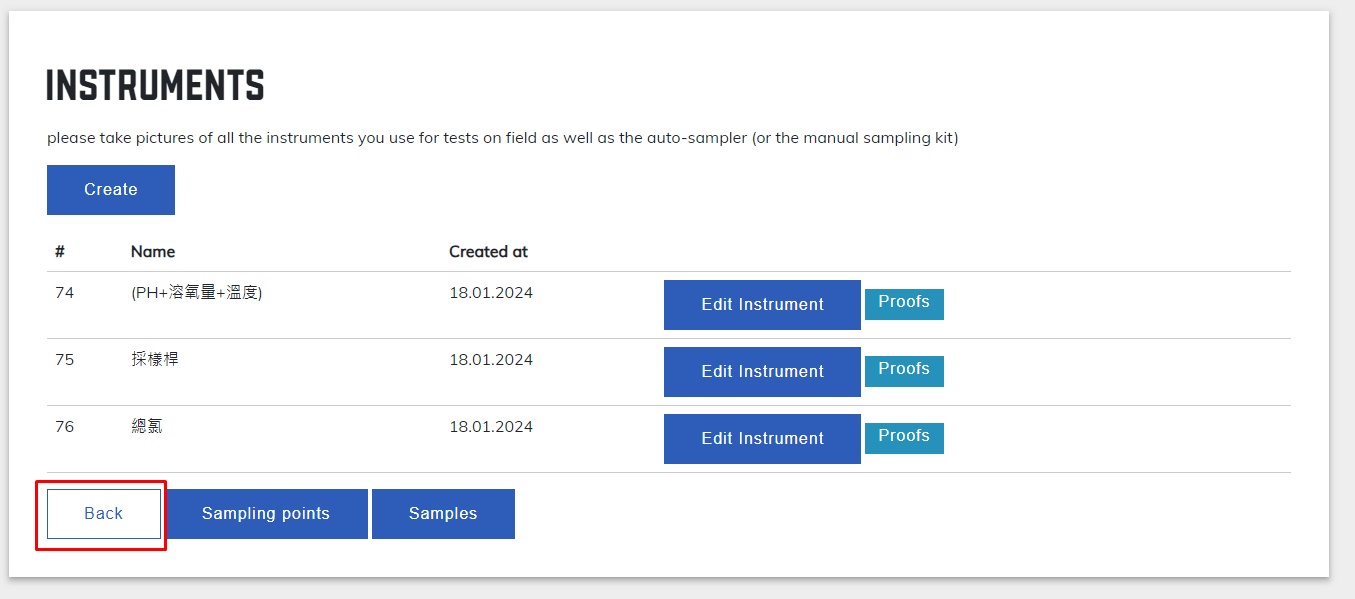 INSTRUMENTS
please take pictures of all the instruments you use for tests on field as well as the auto-sampler (or the manual sampling kit)
Create
# Name Created at
74 (PH+溶氧量+溫度) 18.01.2024 Edit Instrument Proofs
75 採樣桿 18.01.2024 Edit Instrument Proofs
76 總氯 18.01.2024 Edit Instrument Proofs
Back Sampling points Samples